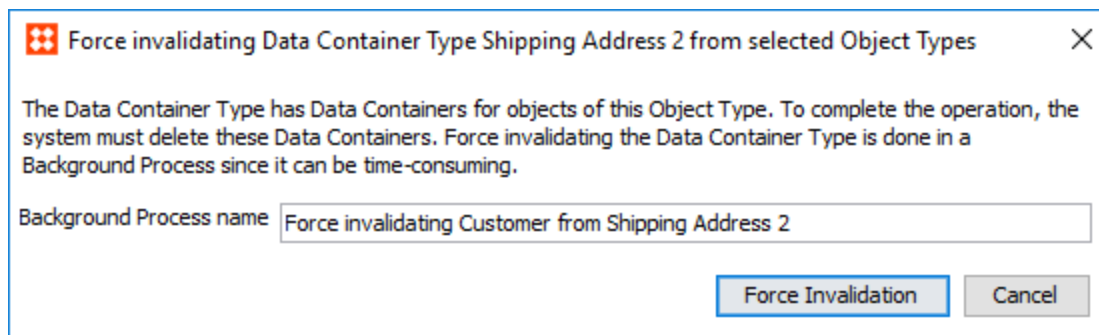 Force invalidating Data Container Type Shipping Address 2 from selected Object Types
The Data Container Type has Data Containers for objects of this Object Type. To complete the operation, the
system must delete these Data Containers. Force invalidating the Data Container Type is done in a
Background Process since it can be time-consuming.
Background Process name Force invalidating Customer from Shipping Address 2
Force Invalidation Cancel